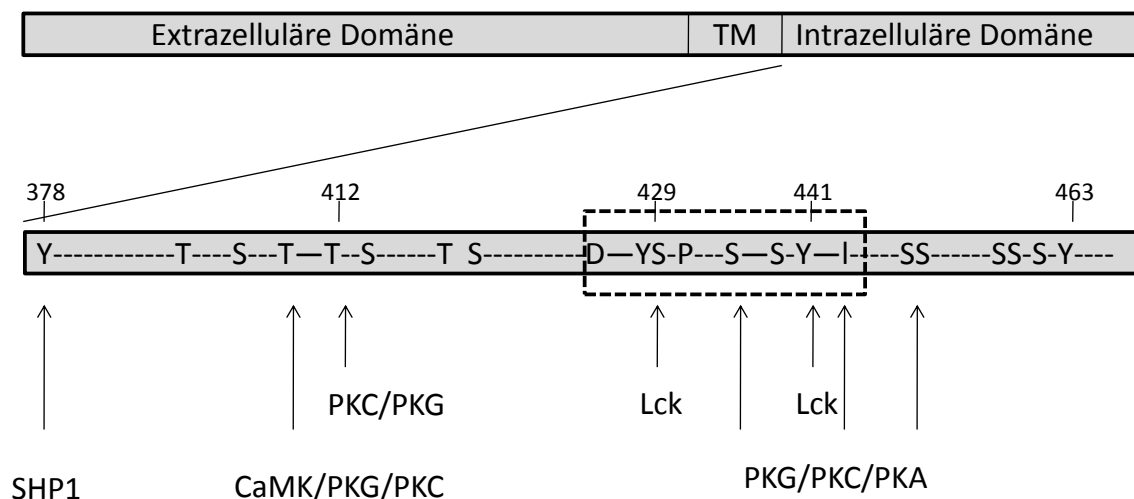 Extrazelluläre Domäne TM Intrazelluläre Domäne
378 412 429 441 463
Y------------T----S---T—T--S------T S----------D—YS-P---S—S-Y—I-----SS-------SS-S-Y----
PKC/PKG Lck Lck
SHP1 CaMK/PKG/PKC PKG/PKC/PKA